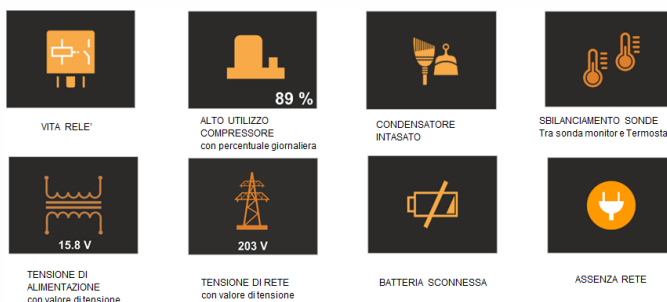 89 %
VITA RELE'
ALTO UTILIZZO
COMPRESSORE
con percentuale giornaliera
CONDENSATORE
INTASATO
SBILANCIAMENTO SONDE
Tra sonda monitor e Termosta
15.8 V
203 V
TENSIONE DI
ALIMENTAZIONE
con valore di tensione
TENSIONE DI RETE
con valore di tensione
BATTERIA SCONNESSA
ASSENZA RETE